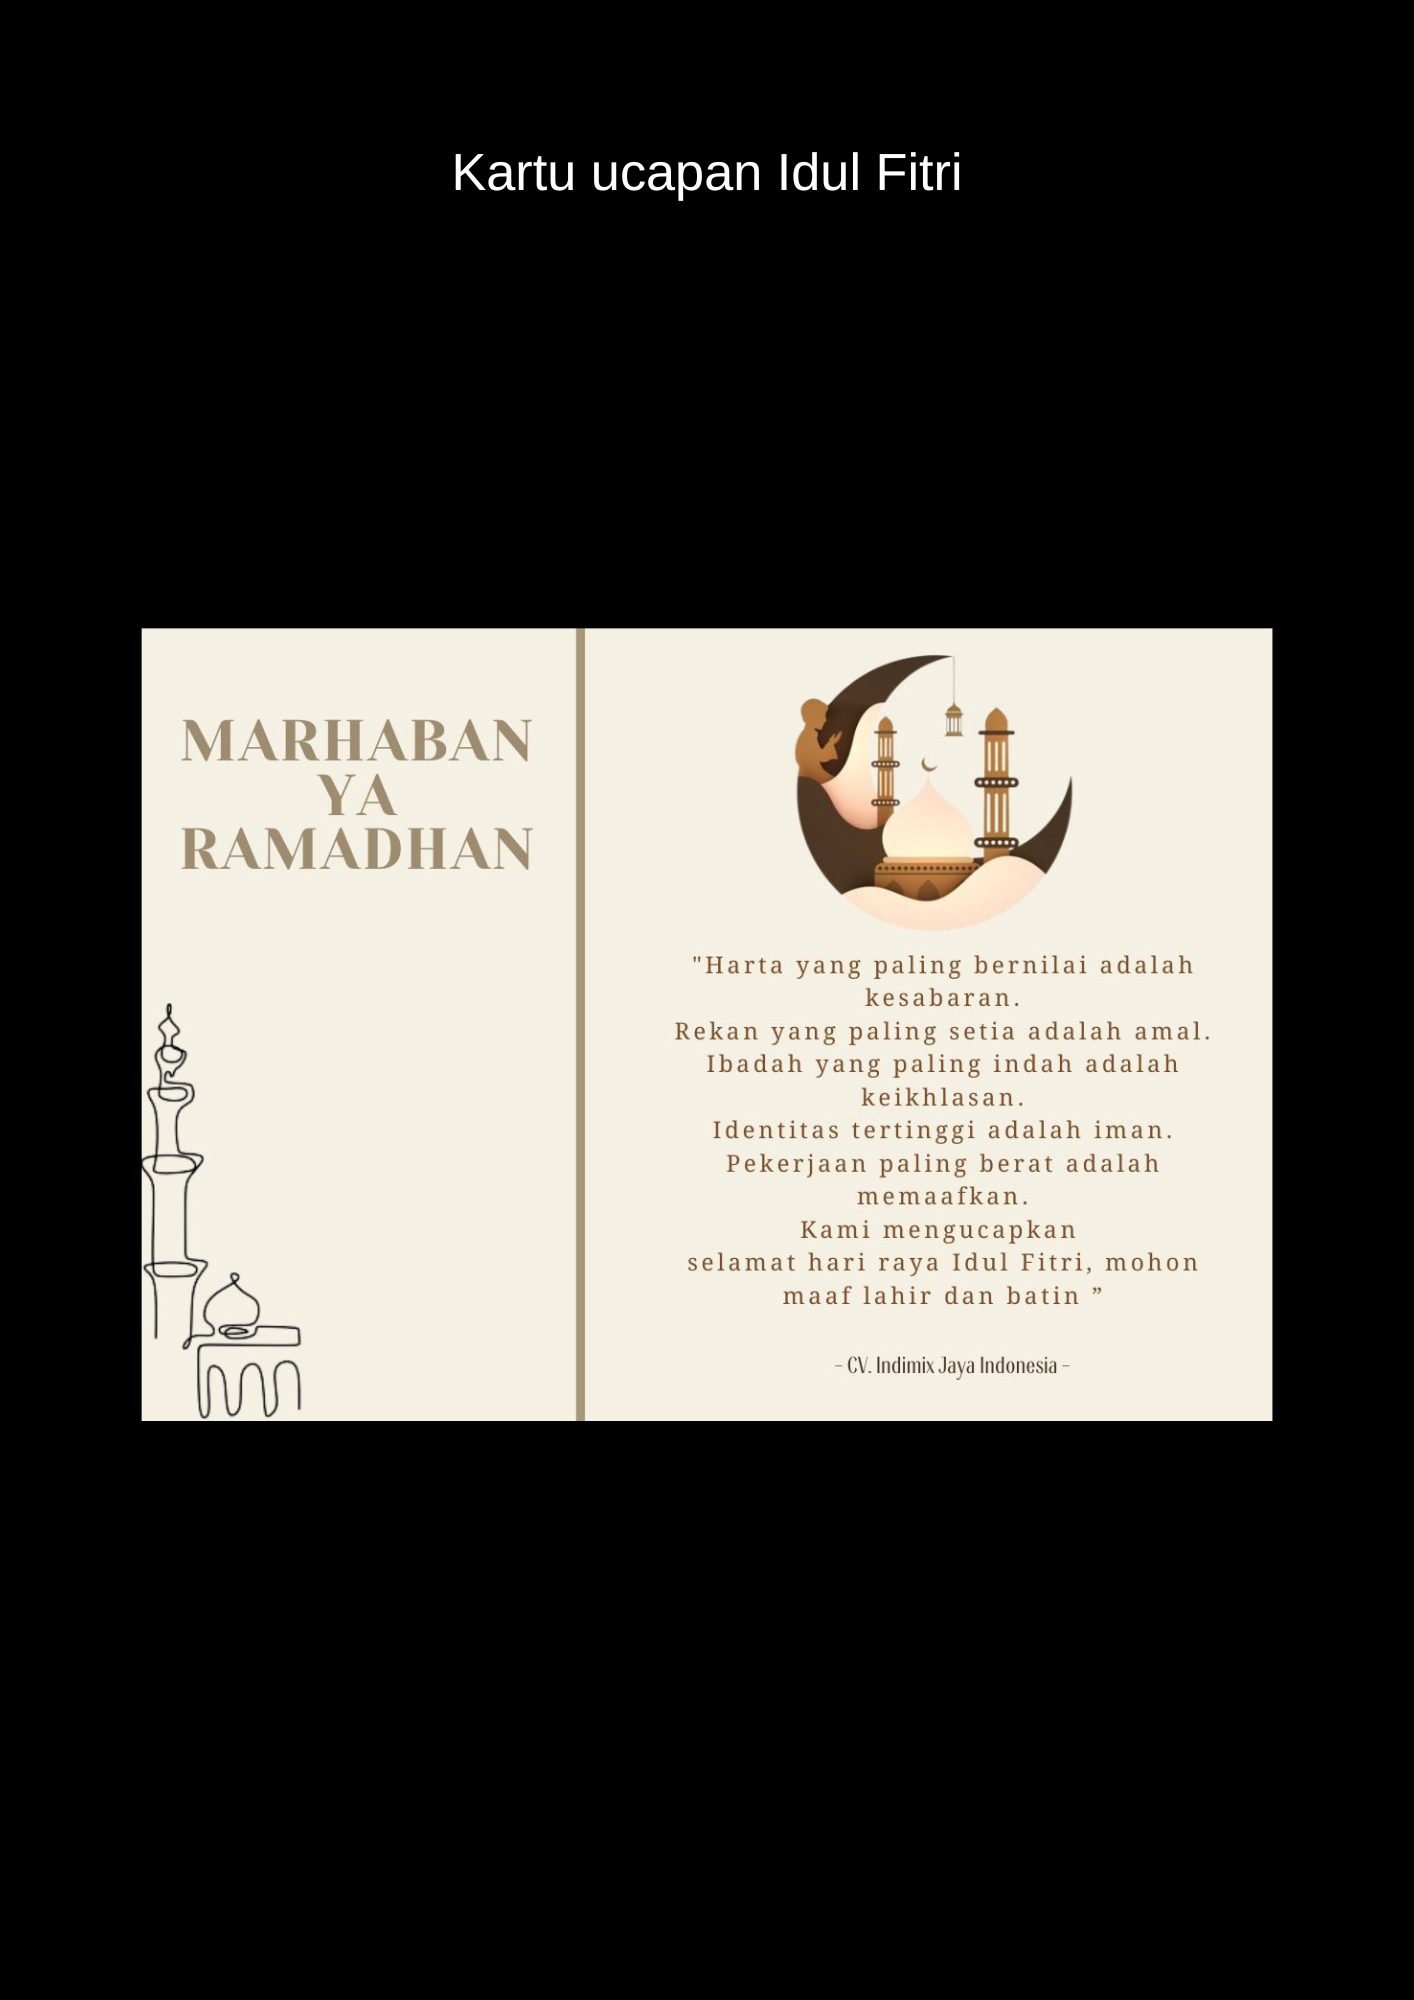 Kartu ucapan Idul Fitri
MARHABAN
YA
RAMADHAN
"Harta yang paling bernilai adalah
kesabaran.
Rekan yang paling setia adalah amal.
Ibadah yang paling indah adalah
keikhlasan.
Identitas tertinggi adalah iman.
Pekerjaan paling berat adalah
memaafkan.
Kami mengucapkan
selamat hari raya Idul Fitri, mohon
maaf lahir dan batin ”
– CV. Indimix Jaya Indonesia –